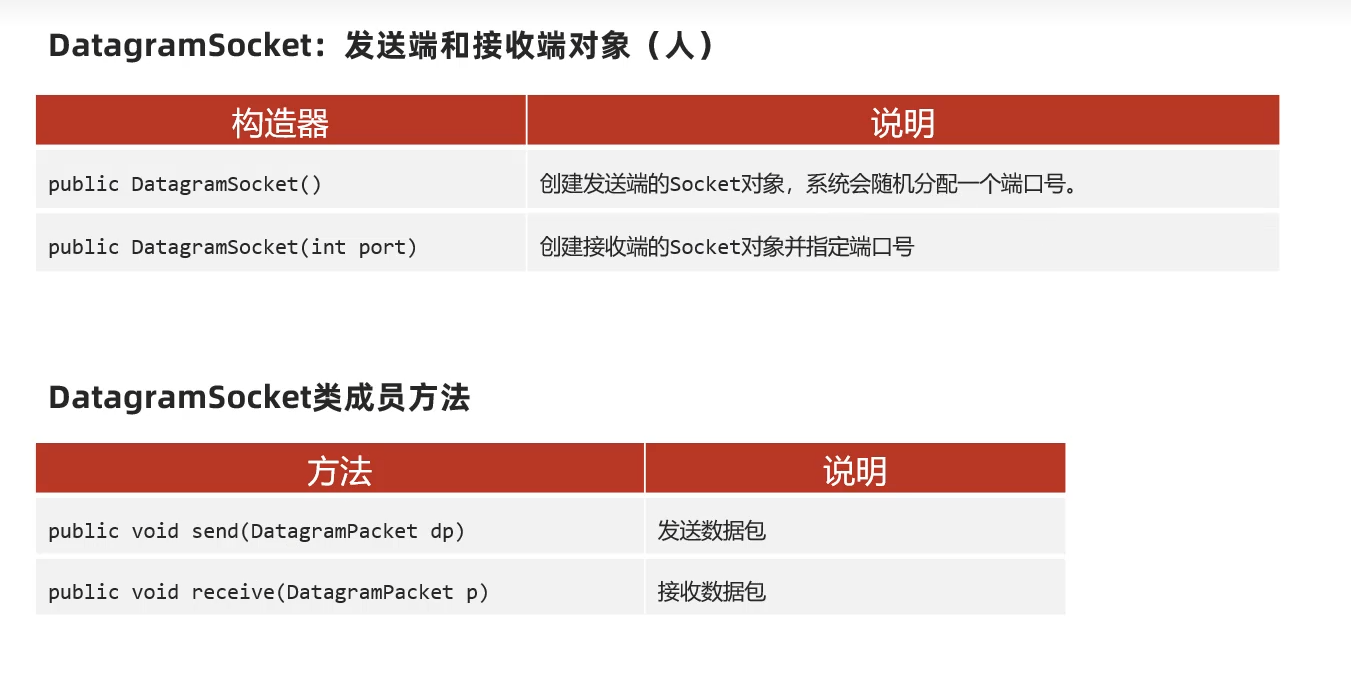 DatagramSocket：发送端和接收端对象（人）
构造器 说明
public DatagramSocket() 创建发送端的Socket对象，系统会随机分配一个端口号。
public DatagramSocket(int port) 创建接收端的Socket对象并指定端口号
DatagramSocket类成员方法
方法 说明
public void send(DatagramPacket dp) 发送数据包
public void receive(DatagramPacket p) 接收数据包